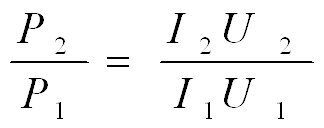 P₂/P₁ = I₂U₂/I₁U₁